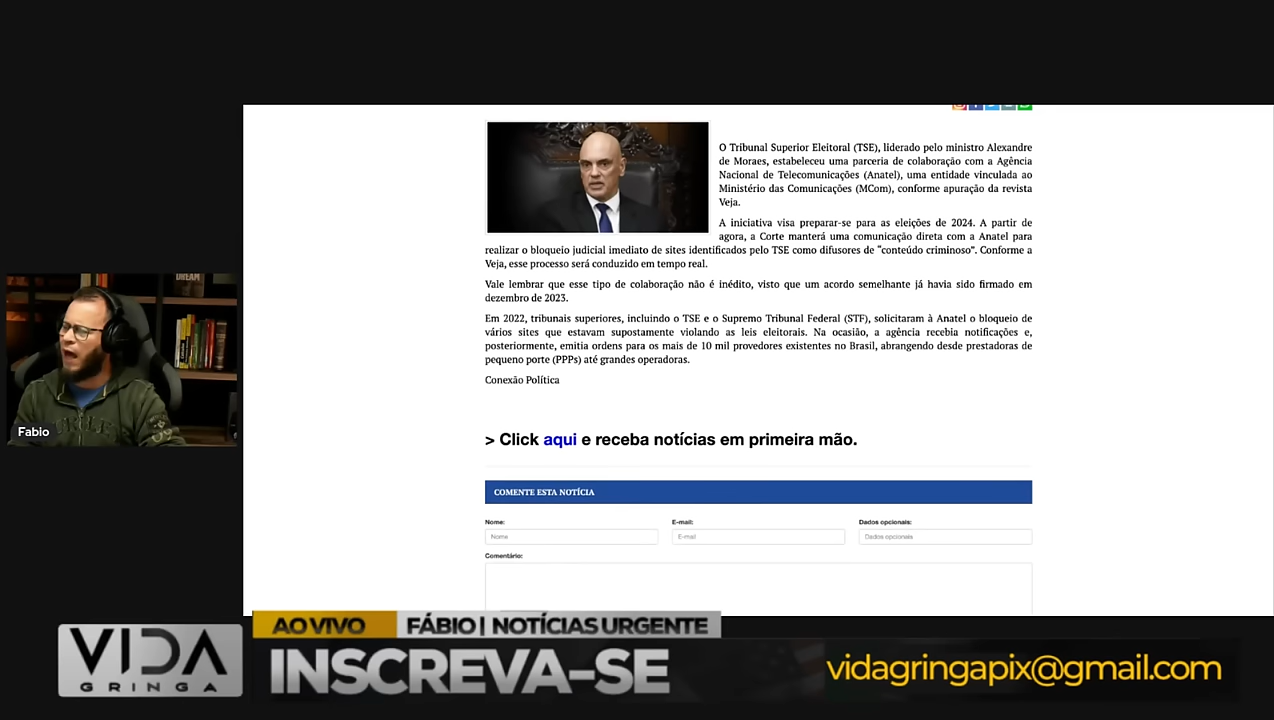 O Tribunal Superior Eleitoral (TSE), liderado pelo ministro Alexandre
de Moraes, estabeleceu uma parceria de colaboração com a Agência
Nacional de Telecomunicações (Anatel), uma entidade vinculada ao
Ministério das Comunicações (MCom), conforme apuração da revista
Veja.
A iniciativa visa preparar-se para as eleições de 2024. A partir de
agora, a Corte manterá uma comunicação direta com a Anatel para
realizar o bloqueio judicial imediato de sites identificados pelo TSE como difusores de “conteúdo criminoso”. Conforme a
Veja, esse processo será conduzido em tempo real.
Vale lembrar que esse tipo de colaboração não é inédito, visto que um acordo semelhante já havia sido firmado em
dezembro de 2023.
Em 2022, tribunais superiores, incluindo o TSE e o Supremo Tribunal Federal (STF), solicitaram à Anatel o bloqueio de
vários sites que estavam supostamente violando as leis eleitorais. Na ocasião, a agência recebia notificações e,
posteriormente, emitia ordens para os mais de 10 mil provedores existentes no Brasil, abrangendo desde prestadoras de
pequeno porte (PPPs) até grandes operadoras.
Conexão Política
> Click aqui e receba notícias em primeira mão.
COMENTE ESTA NOTÍCIA
Nome: E-mail: Dados opcionais:
Nome E-mail Dados opcionais
Comentário:
DREAM
Fabio
AO VIVO FÁBIO | NOTÍCIAS URGENTE
VIDA
GRINGA
INSCREVA-SE
vidagringapix@gmail.com